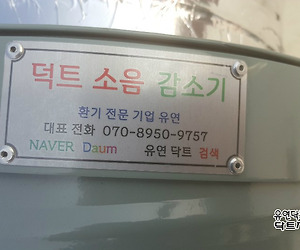 덕트 소음 감소기
환기 전문 기업 유연
대표 전화 070-8950-9757
NAVER Daum 유연 덕트 검색